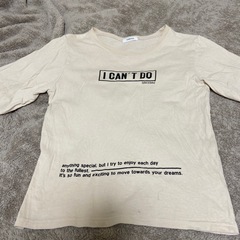 I CAN'T DO
anything special, but I try to enjoy each day
to the fullest.
It's so fun and exciting to move towards your dreams.